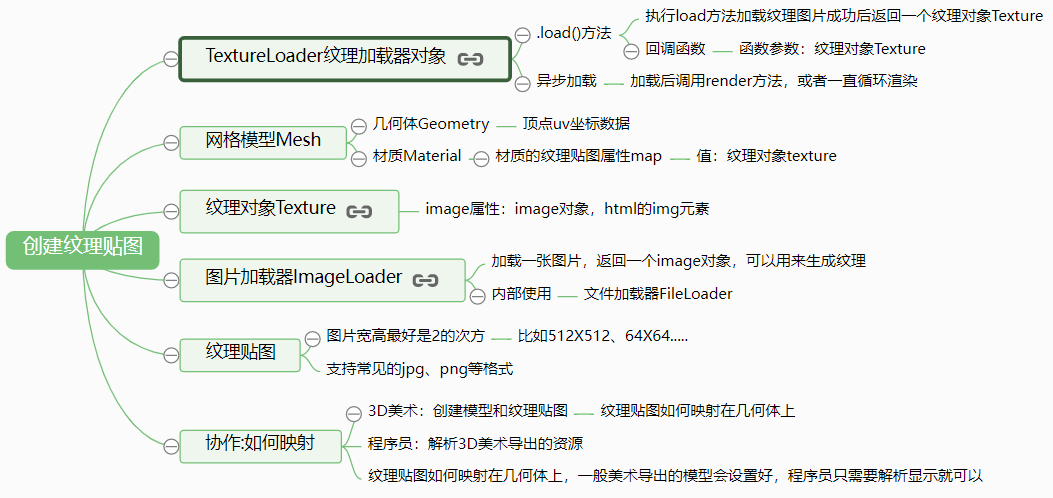 创建纹理贴图
TextureLoader纹理加载器对象
.load()方法
执行load方法加载纹理图片成功后返回一个纹理对象Texture
回调函数
函数参数：纹理对象Texture
异步加载
加载后调用render方法，或者一直循环渲染
网格模型Mesh
几何体Geometry
顶点uv坐标数据
材质Material
材质的纹理贴图属性map
值：纹理对象texture
纹理对象Texture
image属性：image对象，html的img元素
图片加载器ImageLoader
加载一张图片，返回一个image对象，可以用来生成纹理
内部使用
文件加载器FileLoader
纹理贴图
图片宽高最好是2的次方
比如512X512、64X64.....
支持常见的jpg、png等格式
协作:如何映射
3D美术：创建模型和纹理贴图
纹理贴图如何映射在几何体上
程序员：解析3D美术导出的资源
纹理贴图如何映射在几何体上，一般美术导出的模型会设置好，程序员只需要解析显示就可以